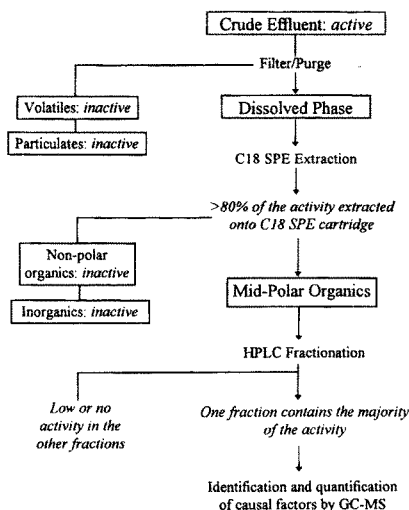 Crude Effluent: active
Filter/Purge
Volatiles: inactive
Particulates: inactive
Dissolved Phase
C18 SPE Extraction
>80% of the activity extracted
onto C18 SPE cartridge
Non-polar
organics: inactive
Inorganics: inactive
Mid-Polar Organics
HPLC Fractionation
Low or no
activity in the
other fractions
One fraction contains the majority
of the activity
Identification and quantification
of causal factors by GC-MS